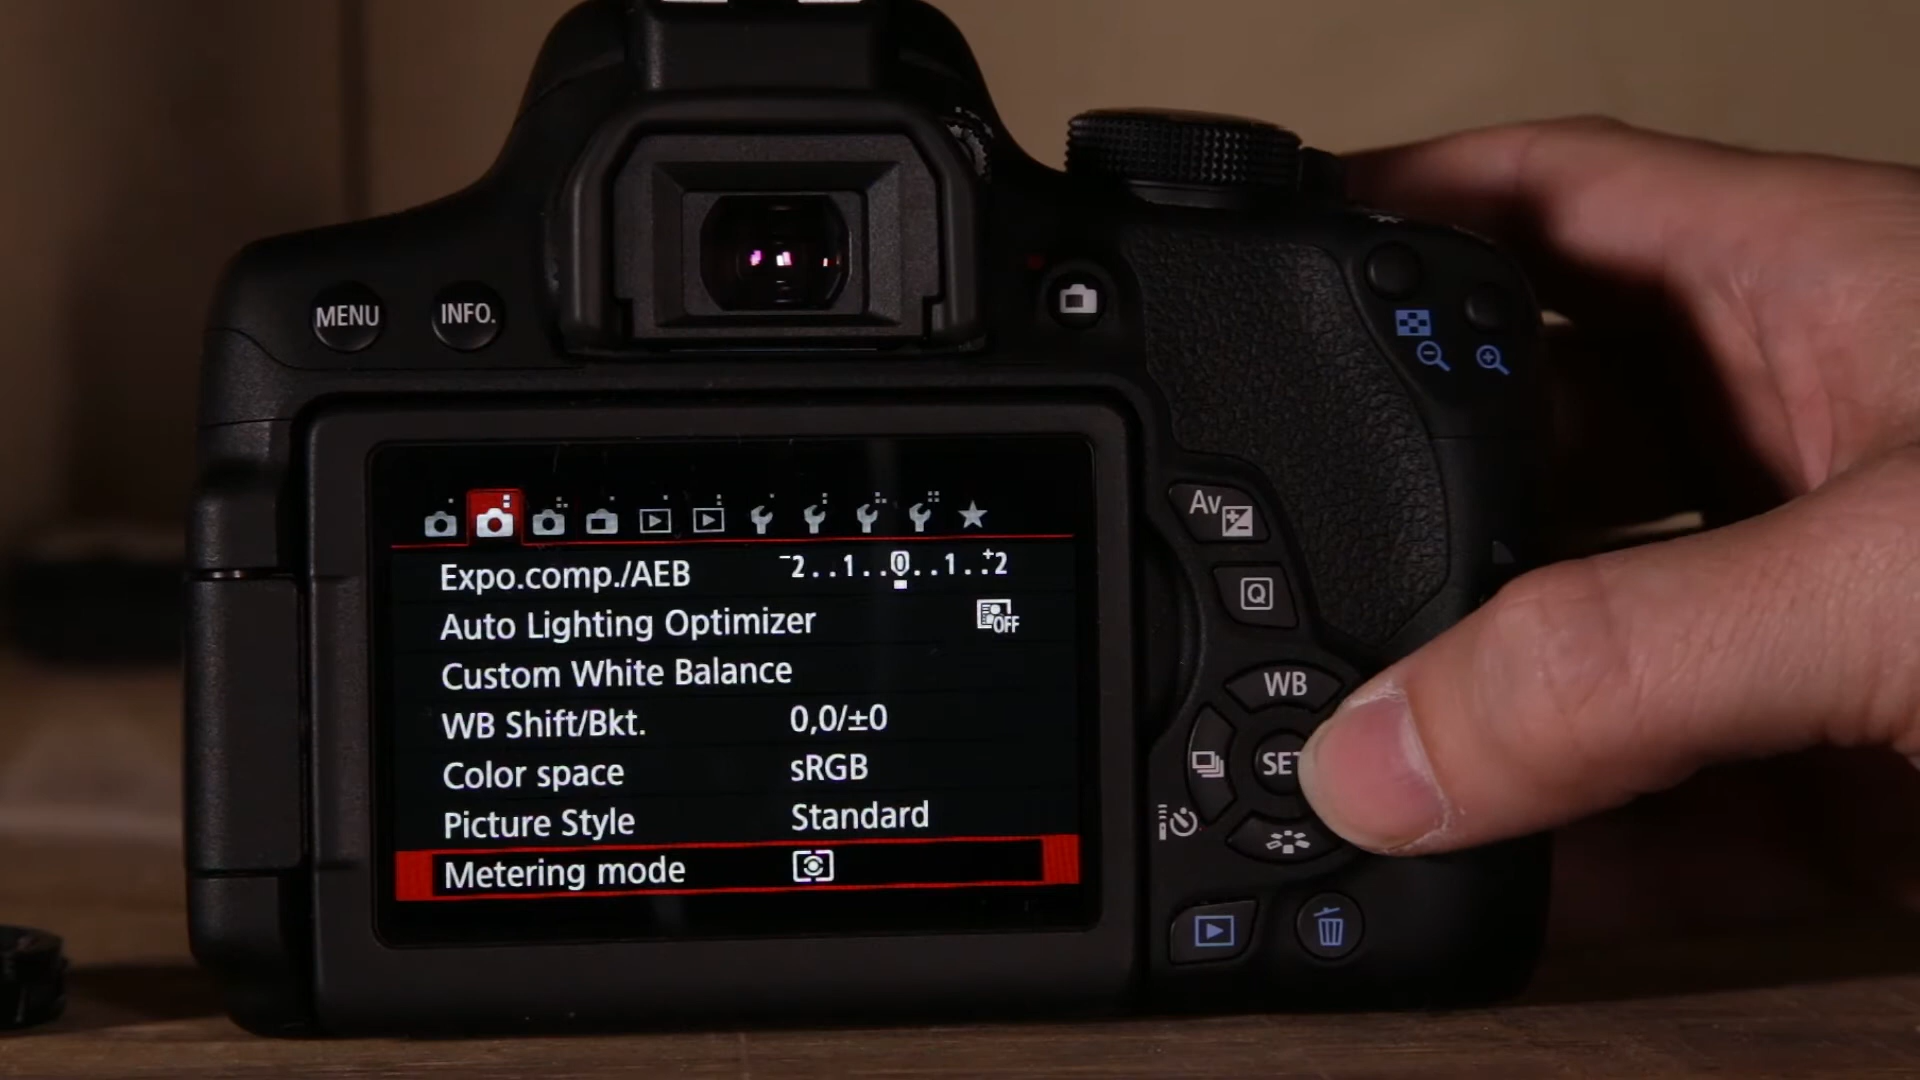 MENU INFO.
Expo.comp./AEB -2..1..0..1..+2
Auto Lighting Optimizer OFF
Custom White Balance
WB Shift/Bkt. 0,0/±0
Color space sRGB
Picture Style Standard
Metering mode
Av
Q
WB
SET